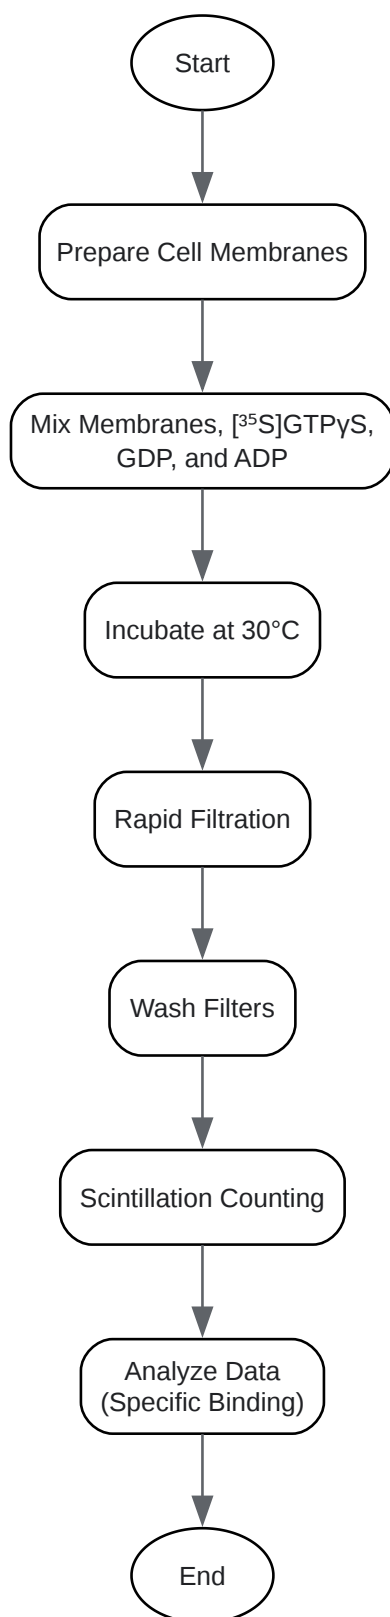 Start
Prepare Cell Membranes
Mix Membranes, [³⁵S]GTPγS,
GDP, and ADP
Incubate at 30°C
Rapid Filtration
Wash Filters
Scintillation Counting
Analyze Data
(Specific Binding)
End